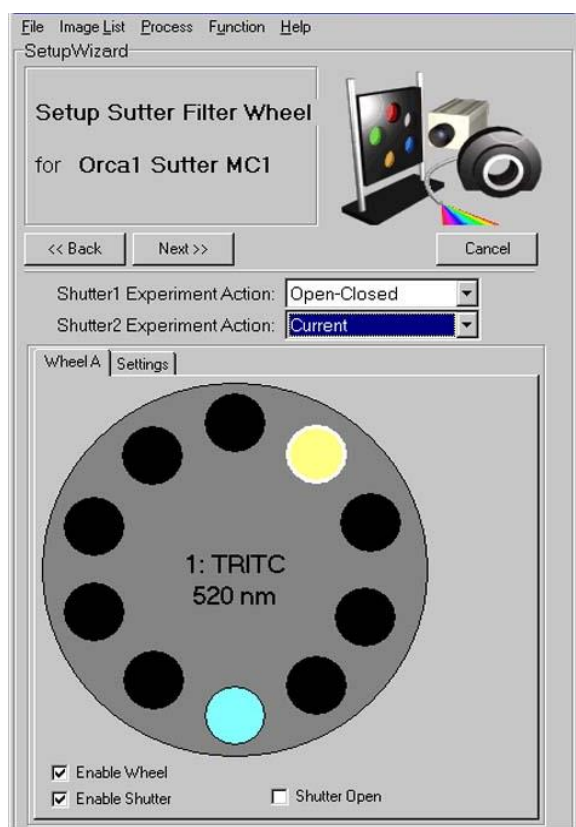 File Image List Process Function Help
SetupWizard
Setup Sutter Filter Wheel
for Orca1 Sutter MC1
<< Back Next >> Cancel
Shutter1 Experiment Action: Open-Closed
Shutter2 Experiment Action: Current
Wheel A Settings
1: TRITC
520 nm
Enable Wheel
Enable Shutter Shutter Open